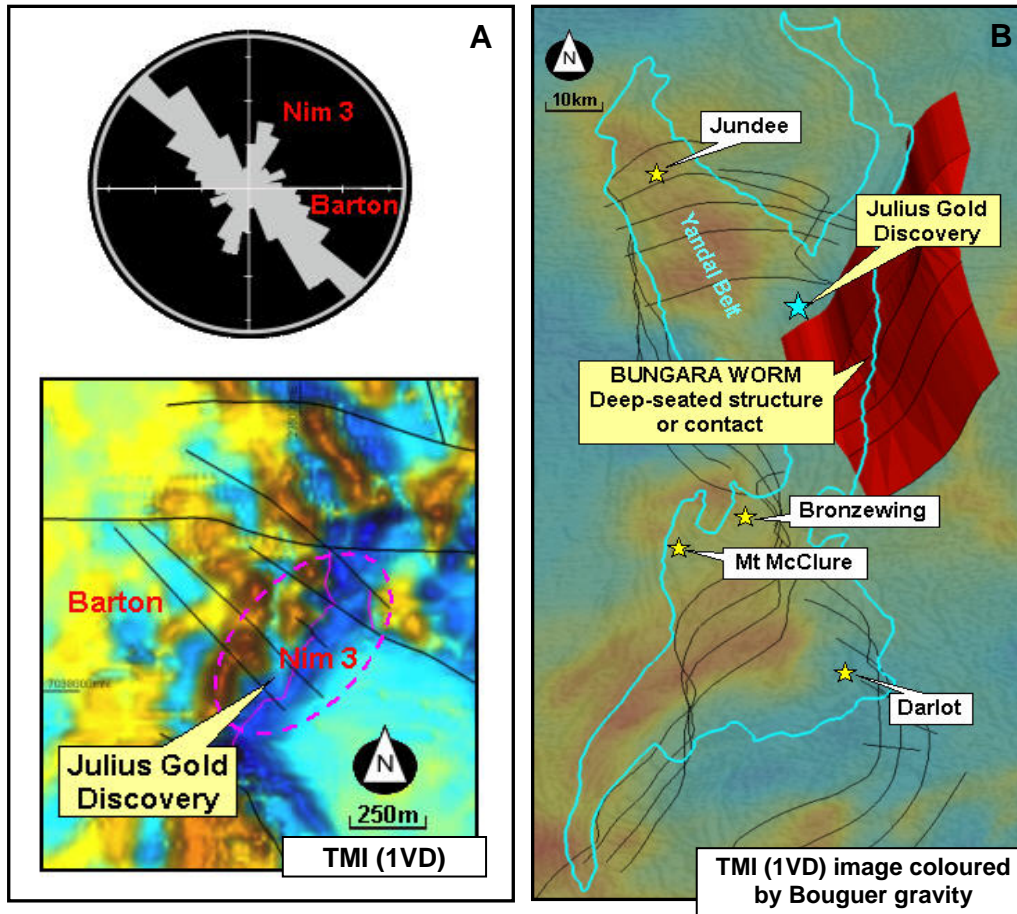 A
Nim 3
Barton
Barton
Nim 3
Julius Gold
Discovery
N
250m
TMI (1VD)
B
N
10km
Jundee
Julius Gold
Discovery
Yandal Belt
BUNGARA WORM
Deep-seated structure
or contact
Bronzewing
Mt McClure
Darlot
TMI (1VD) image coloured
by Bouguer gravity